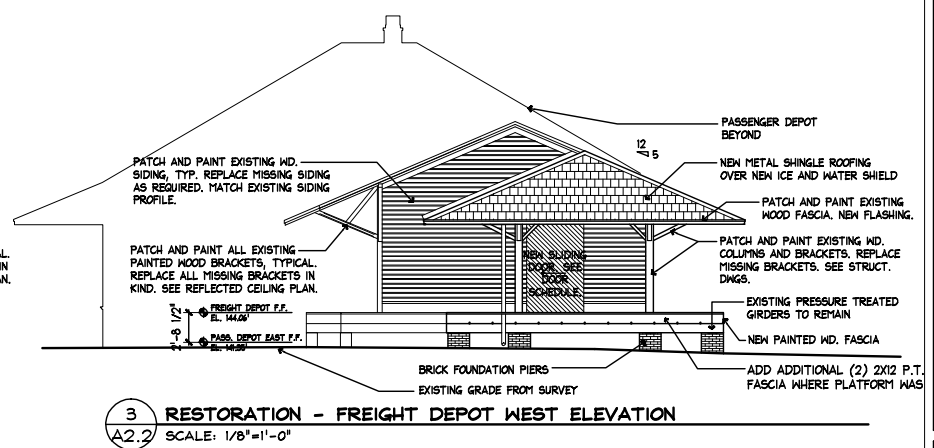 PASSENGER DEPOT
BEYOND
12
5
PATCH AND PAINT EXISTING WD.
SIDING, TYP. REPLACE MISSING SIDING
AS REQUIRED. MATCH EXISTING SIDING
PROFILE.
NEW METAL SHINGLE ROOFING
OVER NEW ICE AND WATER SHIELD
PATCH AND PAINT EXISTING
WOOD FASCIA. NEW FLASHING.
PATCH AND PAINT ALL EXISTING
PAINTED WOOD BRACKETS, TYPICAL.
REPLACE ALL MISSING BRACKETS IN
KIND. SEE REFLECTED CEILING PLAN.
NEW SLIDING
DOOR, SEE
DOOR
SCHEDULE.
PATCH AND PAINT EXISTING WD.
COLUMNS AND BRACKETS. REPLACE
MISSING BRACKETS. SEE STRUCT.
DWGS.
FREIGHT DEPOT F.F.
EL. 144.06'
2'-8 1/2"
PASS. DEPOT EAST F.F.
EXISTING PRESSURE TREATED
GIRDERS TO REMAIN
NEW PAINTED WD. FASCIA
BRICK FOUNDATION PIERS
ADD ADDITIONAL (2) 2X12 P.T.
FASCIA WHERE PLATFORM WAS
EXISTING GRADE FROM SURVEY
3
A2.2
RESTORATION - FREIGHT DEPOT WEST ELEVATION
SCALE: 1/8"=1'-0"